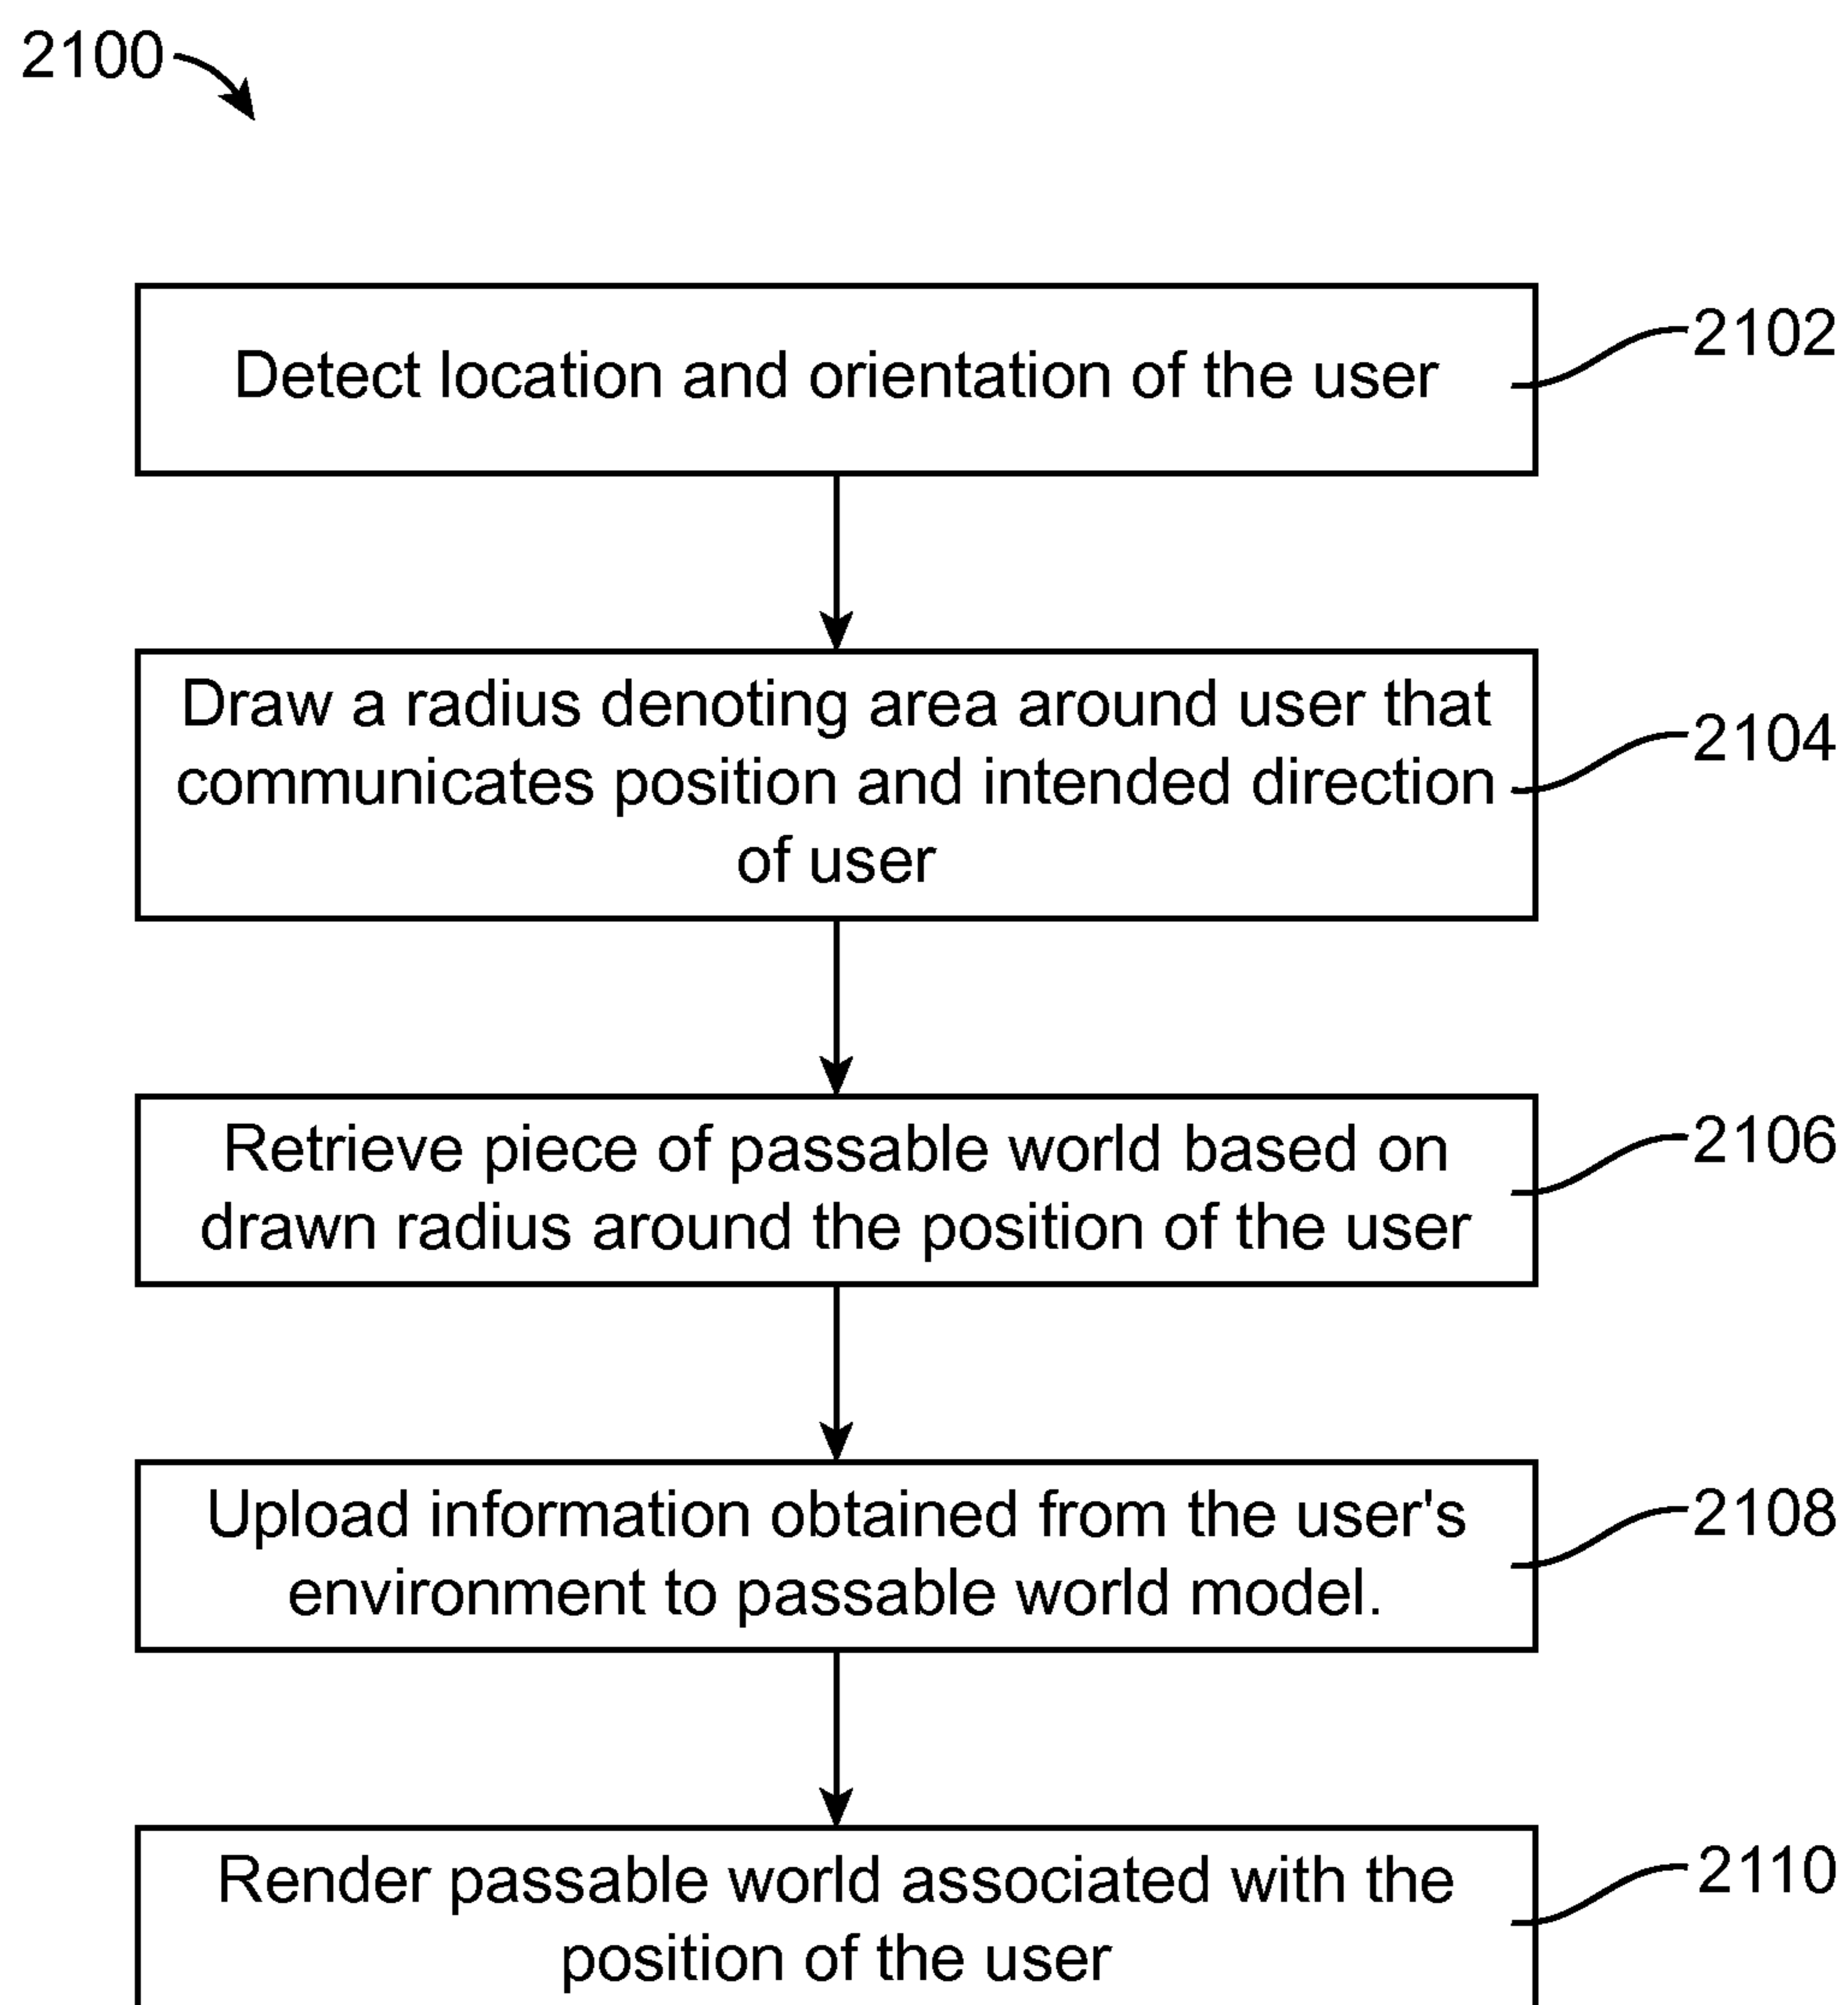 2100
Detect location and orientation of the user
2102
Draw a radius denoting area around user that
communicates position and intended direction
of user
2104
Retrieve piece of passable world based on
drawn radius around the position of the user
2106
Upload information obtained from the user's
environment to passable world model.
2108
Render passable world associated with the
position of the user
2110